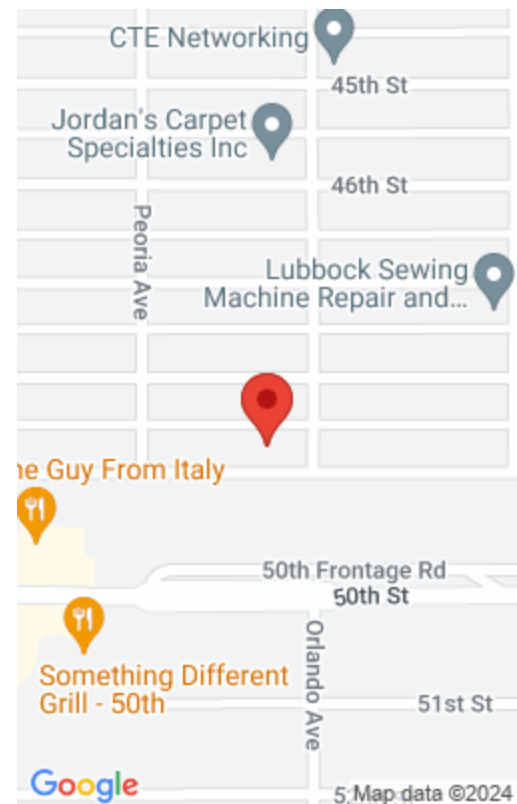 CTE Networking
45th St
Jordan's Carpet
Specialties Inc
46th St
Peoria Ave
Lubbock Sewing
Machine Repair and...
Guy From Italy
50th Frontage Rd
50th St
Orlando Ave
Something Different
Grill - 50th
51st St
Google
Map data ©2024